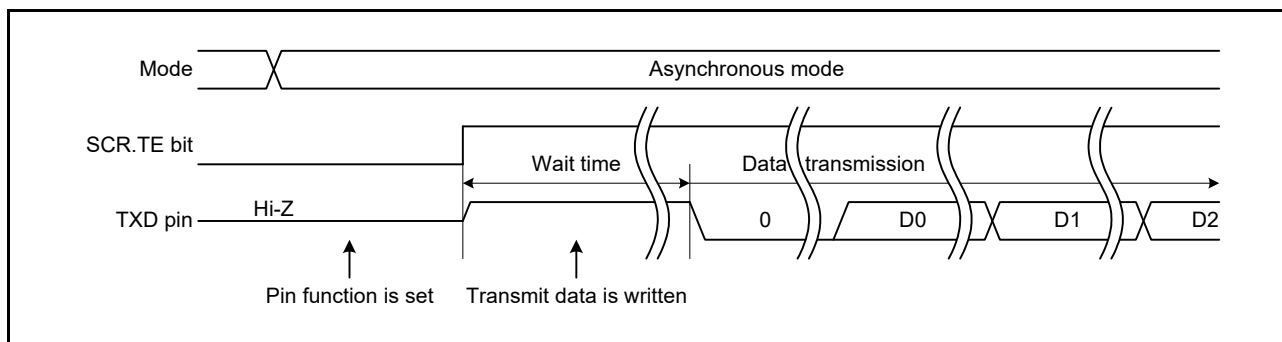 Mode
Asynchronous mode
SCR.TE bit
Wait time
Data transmission
TXD pin
Hi-Z
0
D0
D1
D2
Pin function is set
Transmit data is written